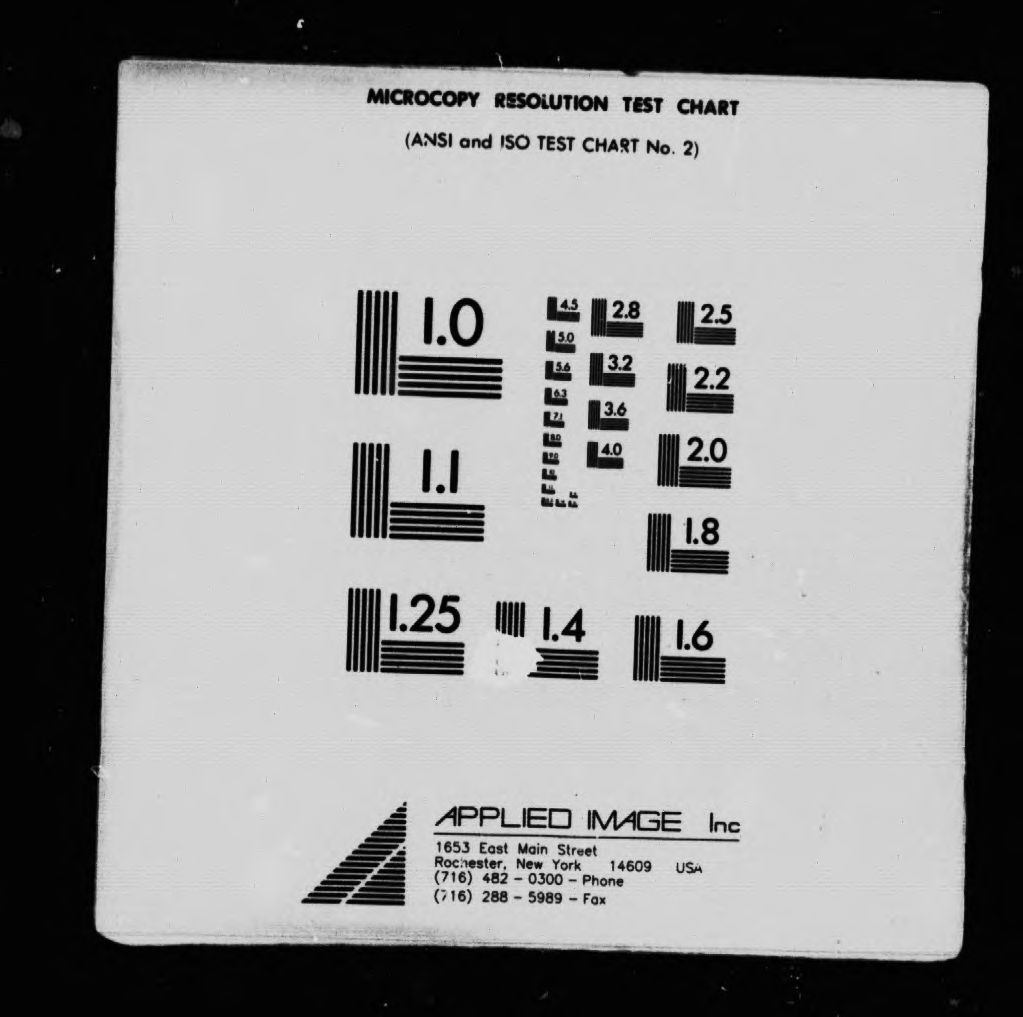 MICROCOPY RESOLUTION TEST CHART
(ANSI and ISO TEST CHART No. 2)
1.0
1.1
1.25
1.4
1.6
1.8
2.0
2.2
2.5
2.8
3.2
3.6
4.0
4.5
5.0
5.6
6.3
7.1
8.0
9.0
APPLIED IMAGE Inc
1653 East Main Street
Rochester, New York 14609 USA
(716) 482 - 0300 - Phone
(716) 288 - 5989 - Fax